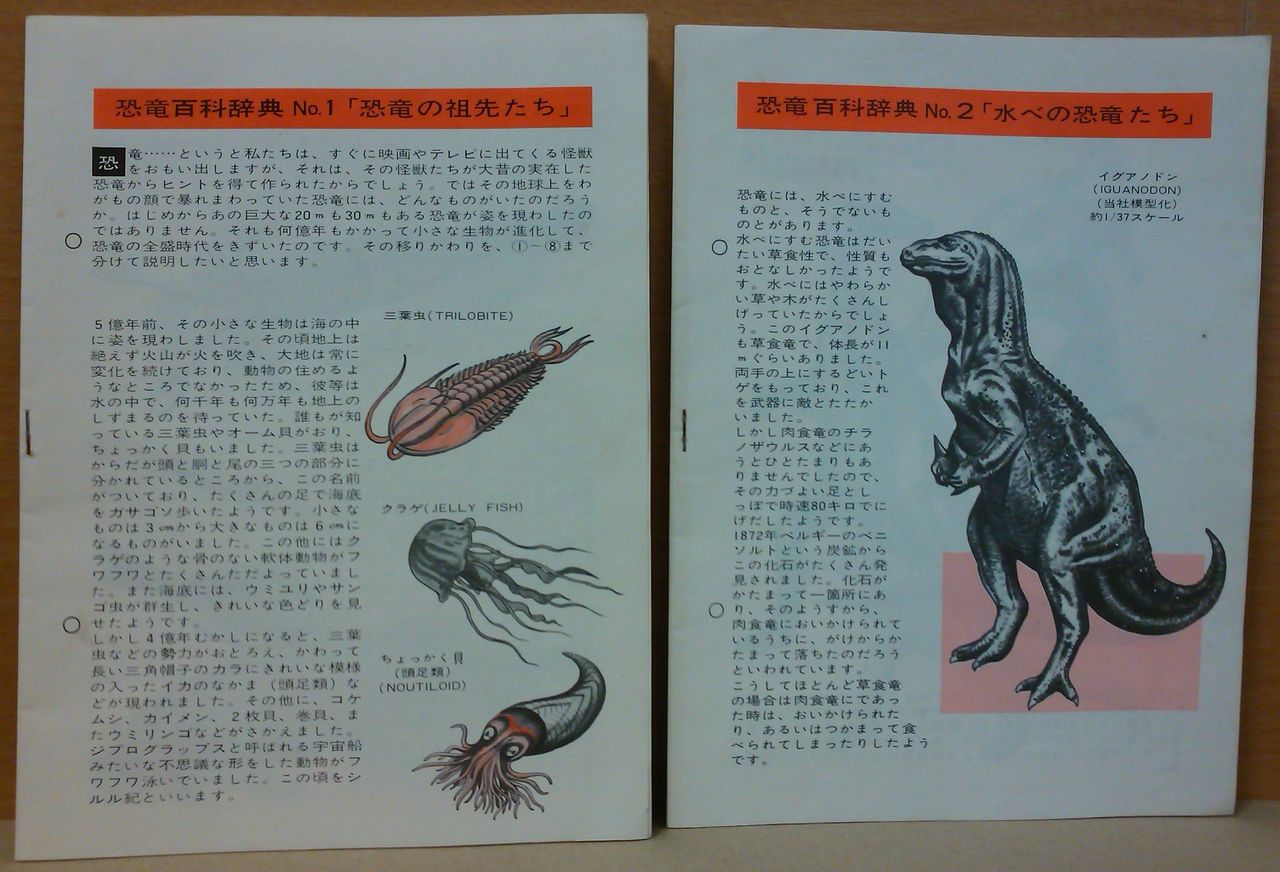 恐竜百科辞典 No.1「恐竜の祖先たち」
恐竜……というと私たちは、すぐに映画やテレビに出てくる怪獣
をおもい出しますが、それは、その怪獣たちが大昔の実在した
恐竜からヒントを得て作られたからでしょう。ではその地球上をわ
がもの顔で暴れまわっていた恐竜には、どんなものがいたのだろう
か。はじめからあの巨大な20mも30mもある恐竜が姿を現わしたの
ではありません。それも何億年もかかって小さな生物が進化して、
恐竜の全盛時代をきずいたのです。その移りかわりを、①~⑧まで
分けて説明したいと思います。
5億年前、その小さな生物は海の中
に姿を現わしました。その頃地上は
絶えず火山が火を吹き、大地は常に
変化を続けており、動物の住めるよ
うなところでなかったため、彼等は
水の中で、何千年も何万年も地上の
しずまるのを待っていた。誰もが知
っている三葉虫やオーム貝がおり、
ちょっかく貝もいました。三葉虫は
からだが頭と胴と尾の三つの部分に
分かれているところから、この名前
がついており、たくさんの足で海底
をガサゴソ歩いたようです。小さな
ものは3cmから大きなものは6cmに
なるものがいました。この他にはク
ラゲのような骨のない軟体動物がフ
ワフワとたくさんただよっていまし
た。また海底には、ウミユリやサン
ゴ虫が群生し、きれいな色どりを見
せたようです。
しかし4億年むかしになると、三葉
虫などの勢力がおとろえ、かわって
長い三角帽子のカラにきれいな模様
の入ったイカのなかま(頭足類)な
どが現われました。その他に、コケ
ムシ、カイメン、2枚貝、巻貝、ま
たウミリンゴなどがさかえました。
ジプログラップスと呼ばれる宇宙船
みたいな不思議な形をした動物がフ
ワフワ泳いでいました。この頃をシ
ルル紀といいます。
三葉虫(TRILOBITE)
クラゲ(JELLY FISH)
ちょっかく貝
(頭足類)
(NOUTILOID)
恐竜百科辞典 No.2「水べの恐竜たち」
イグアノドン
(IGUANODON)
(当社模型化)
約1/37スケール
恐竜には、水べにすむ
ものと、そうでないも
のとがあります。
水べにすむ恐竜はだい
たい草食性で、性質も
おとなしかったようで
す。水べにはやわらか
い草や木がたくさんし
げっていたからでしょ
う。このイグアノドン
も草食竜で、体長が11
mぐらいありました。
両手の上にするどいト
ゲをもっており、これ
を武器に敵とたたか
いました。
しかし肉食竜のチラ
ノザウルスなどにあ
うとひとたまりもあ
りませんでしたので、
その力づよい足とし
っぽで時速80キロでに
げだしたようです。
1872年ベルギーのベニ
ソルトという炭鉱から
この化石がたくさん発
見されました。化石が
かたまって一箇所にあ
り、そのようすから、
肉食竜においかけられて
いるうちに、がけからか
たまって落ちたのだろう
といわれています。
こうしてほとんど草食竜
の場合は肉食竜にであっ
た時は、おいかけられた
り、あるいはつかまって食
べられてしまったりしたよう
です。